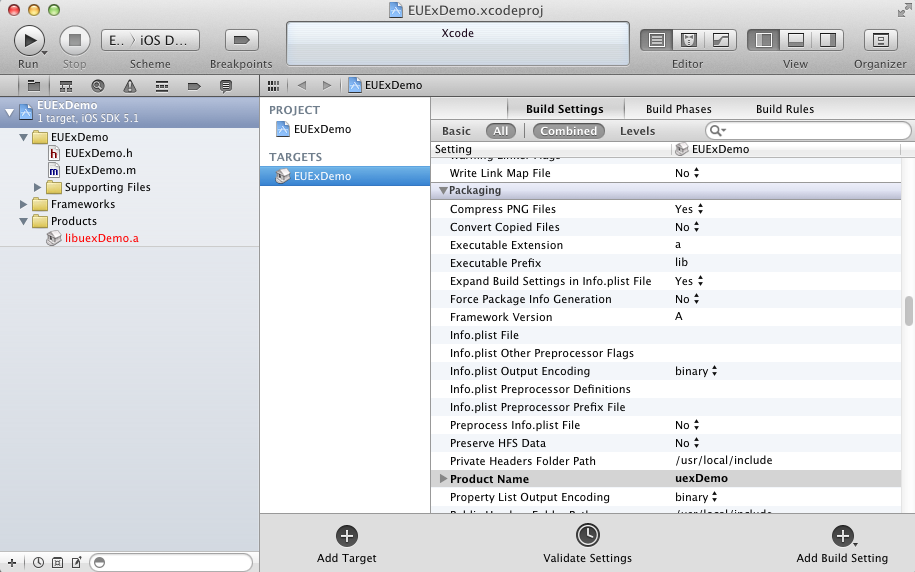 EUExDemo.xcodeproj
E.. iOS D...
Xcode
Run
Stop
Scheme
Breakpoints
Editor
View
Organizer
EUExDemo
EUExDemo
1 target, iOS SDK 5.1
EUExDemo
EUExDemo.h
EUExDemo.m
Supporting Files
Frameworks
Products
libuexDemo.a
PROJECT
EUExDemo
TARGETS
EUExDemo
Build Settings Build Phases Build Rules
Basic All Combined Levels
Setting EUExDemo
Write Link Map File No
Packaging
Compress PNG Files Yes
Convert Copied Files No
Executable Extension a
Executable Prefix lib
Expand Build Settings in Info.plist File Yes
Force Package Info Generation No
Framework Version A
Info.plist File
Info.plist Other Preprocessor Flags
Info.plist Output Encoding binary
Info.plist Preprocessor Definitions
Info.plist Preprocessor Prefix File
Preprocess Info.plist File No
Preserve HFS Data No
Private Headers Folder Path /usr/local/include
Product Name uexDemo
Property List Output Encoding binary
Add Target
Validate Settings
Add Build Setting